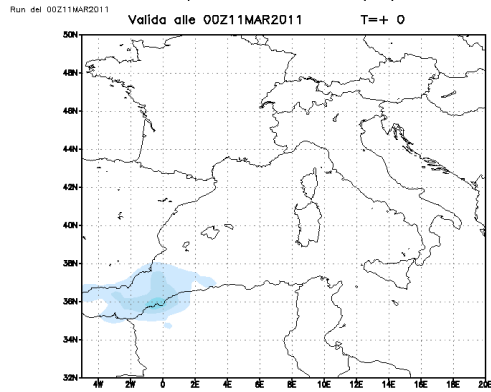 Run del 00Z11MAR2011
Valida alle 00Z11MAR2011 T=+ 0
50N
48N
46N
44N
42N
40N
38N
36N
34N
32N
4W 2W 0 2E 4E 6E 8E 10E 12E 14E 16E 18E 20E